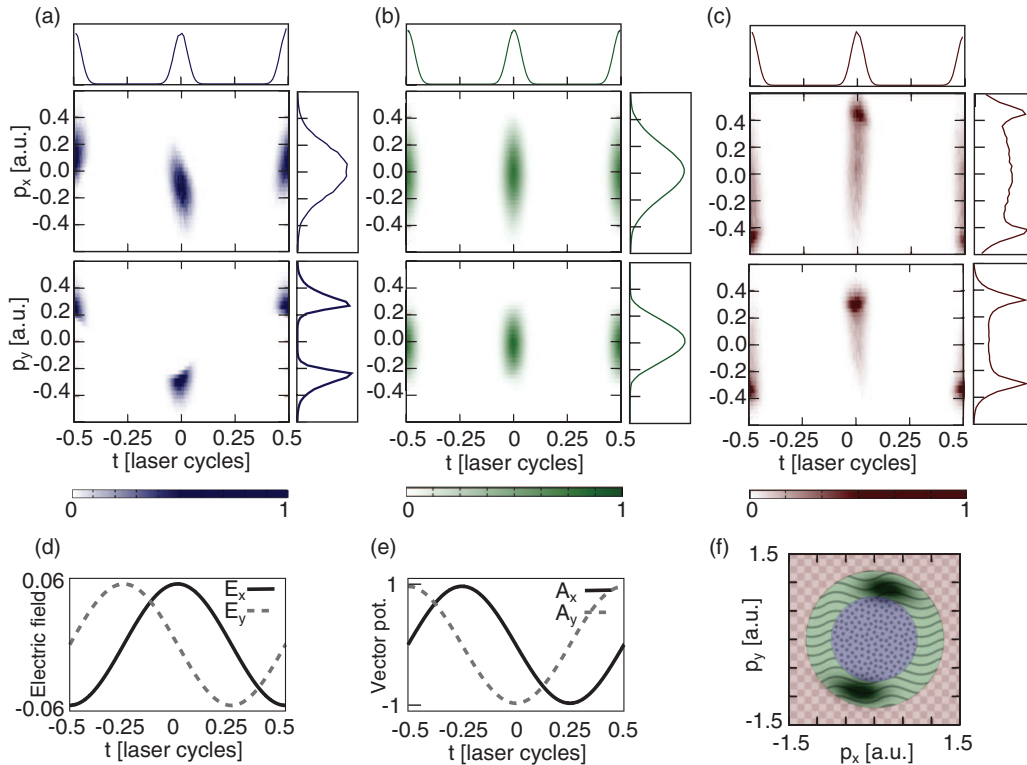 (a) (b) (c)
p_x [a.u.]
0.4
0.2
0.0
-0.2
-0.4
0.4
0.2
0.0
-0.2
-0.4
0.4
0.2
0.0
-0.2
-0.4
p_y [a.u.]
0.4
0.2
0.0
-0.2
-0.4
0.4
0.2
0.0
-0.2
-0.4
0.4
0.2
0.0
-0.2
-0.4
-0.5 -0.25 0 0.25 0.5
-0.5 -0.25 0 0.25 0.5
-0.5 -0.25 0 0.25 0.5
t [laser cycles] t [laser cycles] t [laser cycles]
0 1 0 1 0 1
(d) (e) (f)
Electric field
0.06
-0.06
E_x
E_y
-0.5 -0.25 0 0.25 0.5
t [laser cycles]
Vector pot.
1
-1
A_x
A_y
-0.5 -0.25 0 0.25 0.5
t [laser cycles]
p_y [a.u.]
1.5
-1.5
-1.5 1.5
p_x [a.u.]